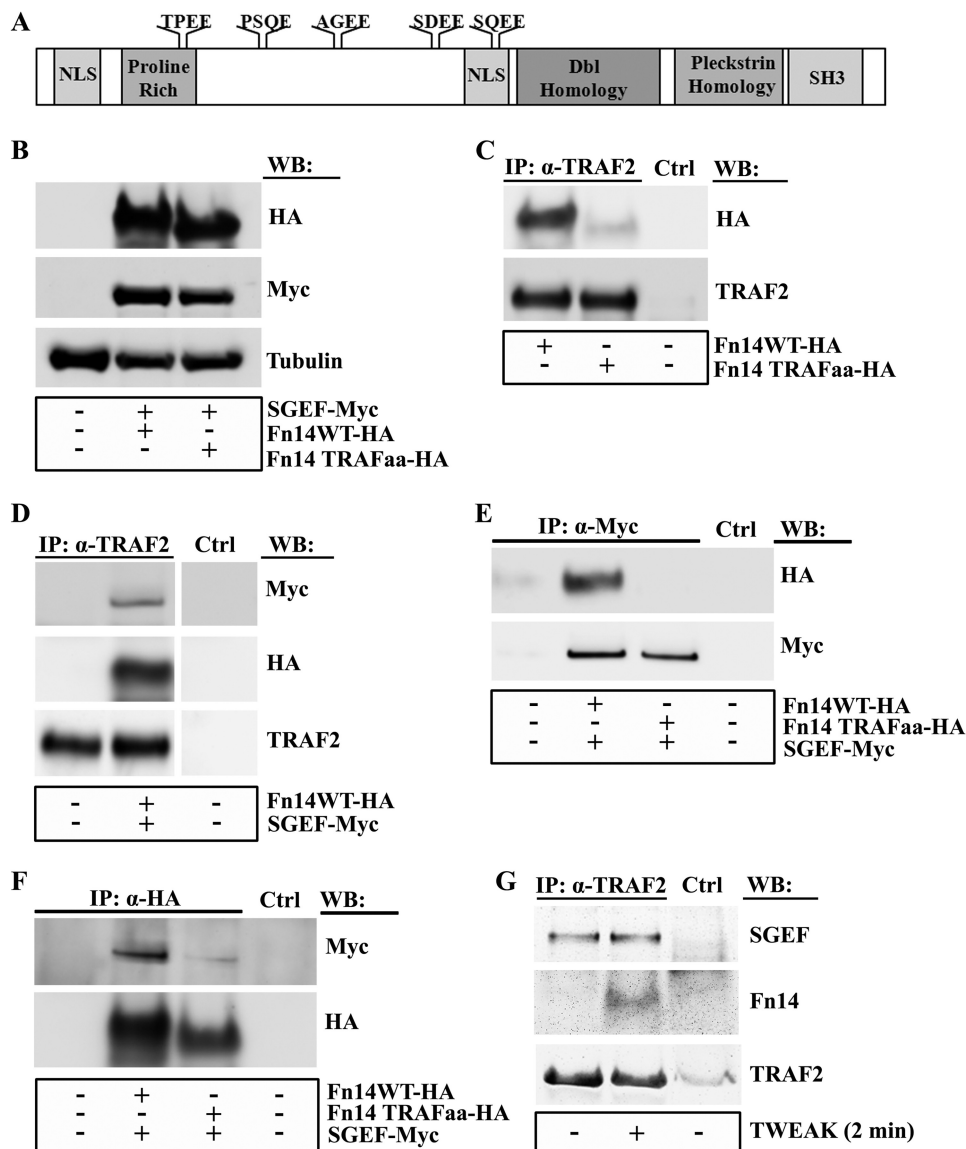 A
TPEE PSQE AGEE SDEE SQEE
NLS
Proline
Rich
NLS
Dbl
Homology
Pleckstrin
Homology
SH3
B
WB:
HA
Myc
Tubulin
- + + SGEF-Myc
- + - Fn14WT-HA
- - + Fn14 TRAFaa-HA
C
IP: α-TRAF2 Ctrl WB:
HA
TRAF2
+ - - Fn14WT-HA
- + - Fn14 TRAFaa-HA
D
IP: α-TRAF2 Ctrl WB:
Myc
HA
TRAF2
- + - Fn14WT-HA
- + - SGEF-Myc
E
IP: α-Myc Ctrl WB:
HA
Myc
- + - - Fn14WT-HA
- - + - Fn14 TRAFaa-HA
- + + - SGEF-Myc
F
IP: α-HA Ctrl WB:
Myc
HA
- + - - Fn14WT-HA
- - + - Fn14 TRAFaa-HA
- + + - SGEF-Myc
G
IP: α-TRAF2 Ctrl WB:
SGEF
Fn14
TRAF2
- + - TWEAK (2 min)